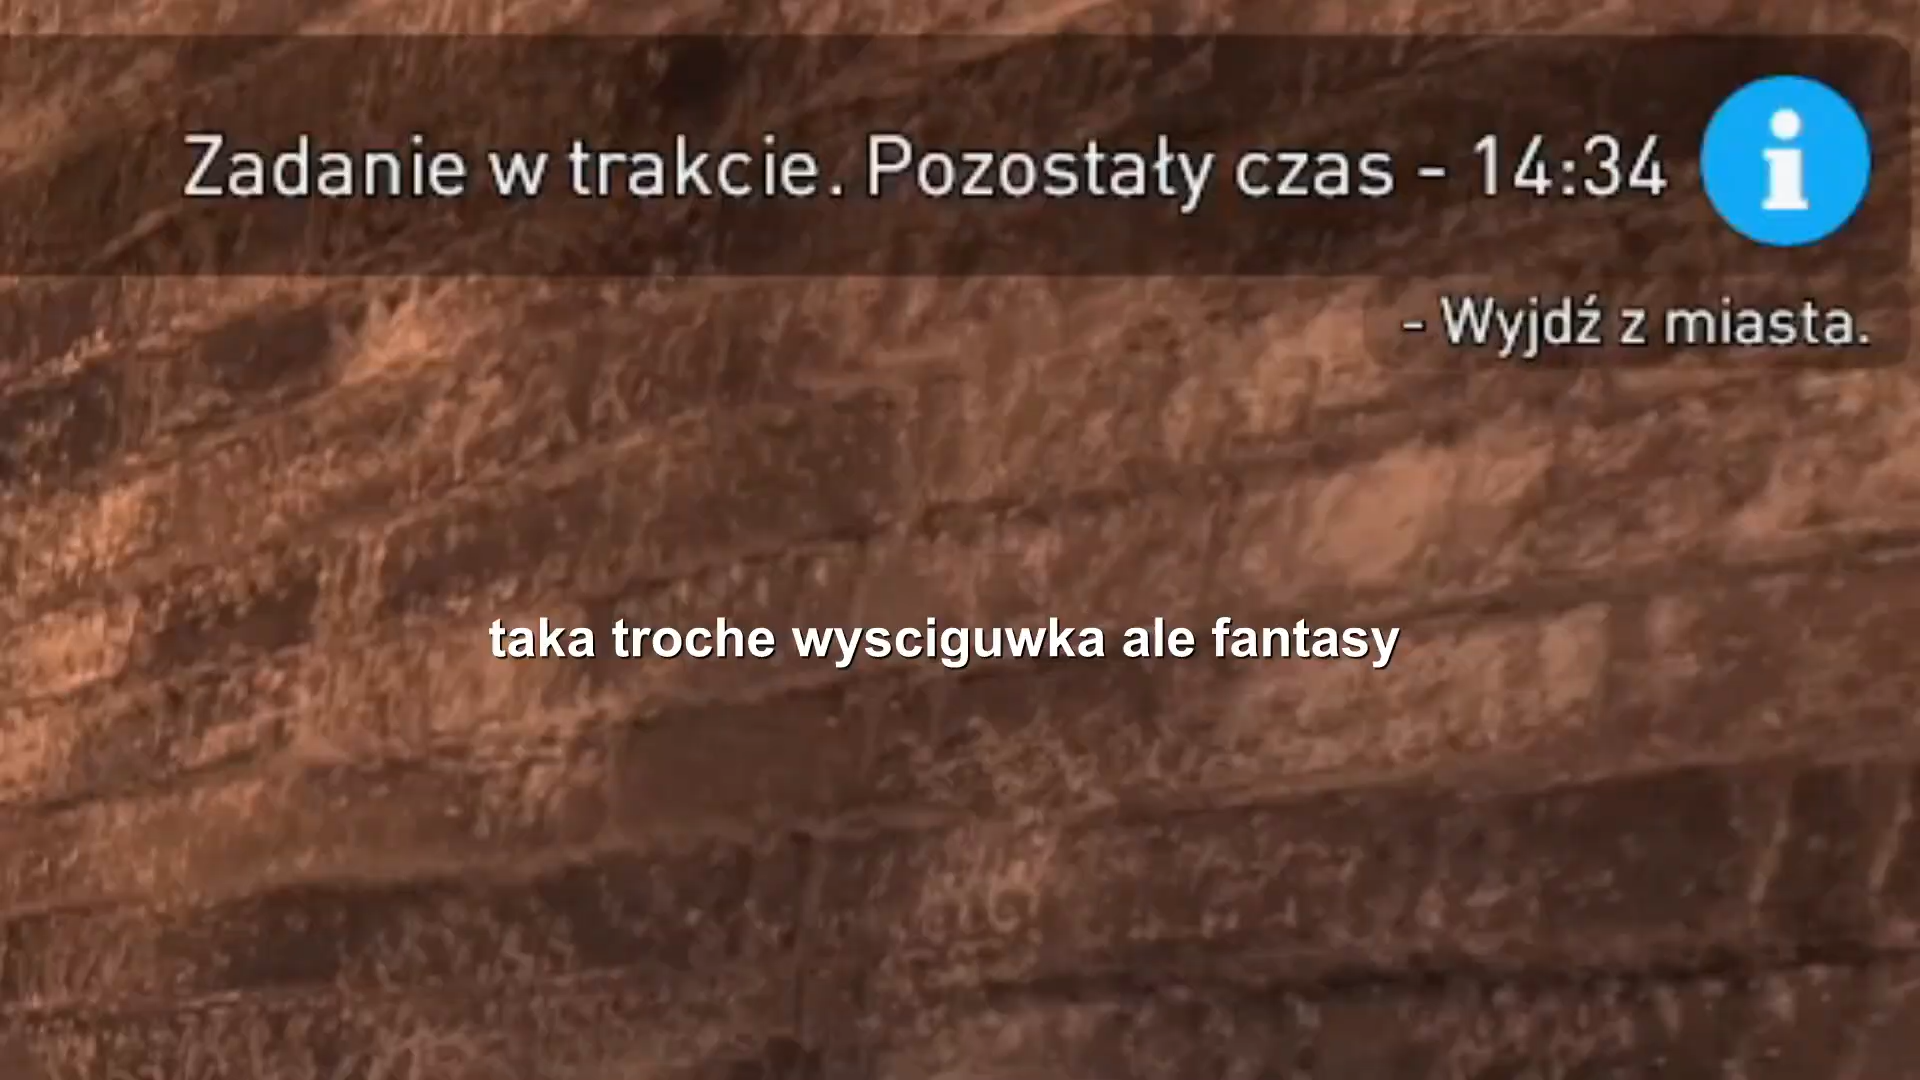 Zadanie w trakcie. Pozostały czas - 14:34
- Wyjdź z miasta.
taka troche wysciguwka ale fantasy